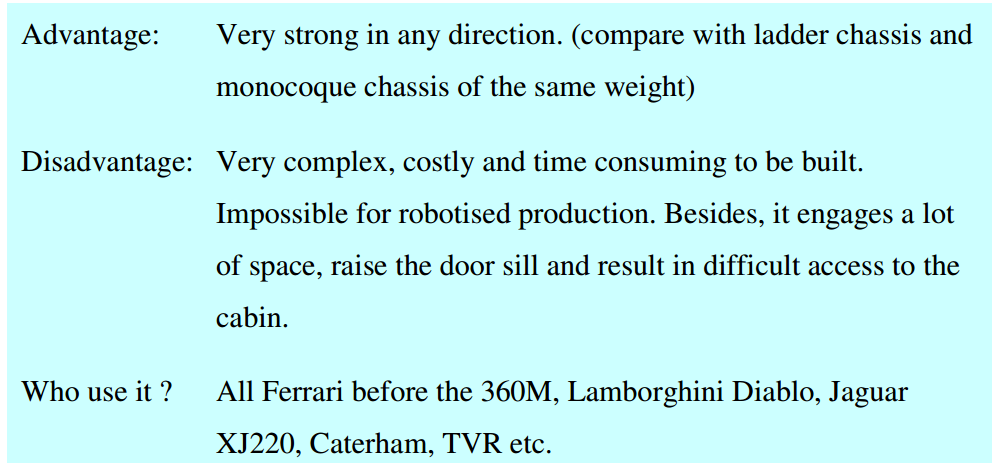 Advantage: Very strong in any direction. (compare with ladder chassis and
monocoque chassis of the same weight)
Disadvantage: Very complex, costly and time consuming to be built.
Impossible for robotised production. Besides, it engages a lot
of space, raise the door sill and result in difficult access to the
cabin.
Who use it ? All Ferrari before the 360M, Lamborghini Diablo, Jaguar
XJ220, Caterham, TVR etc.